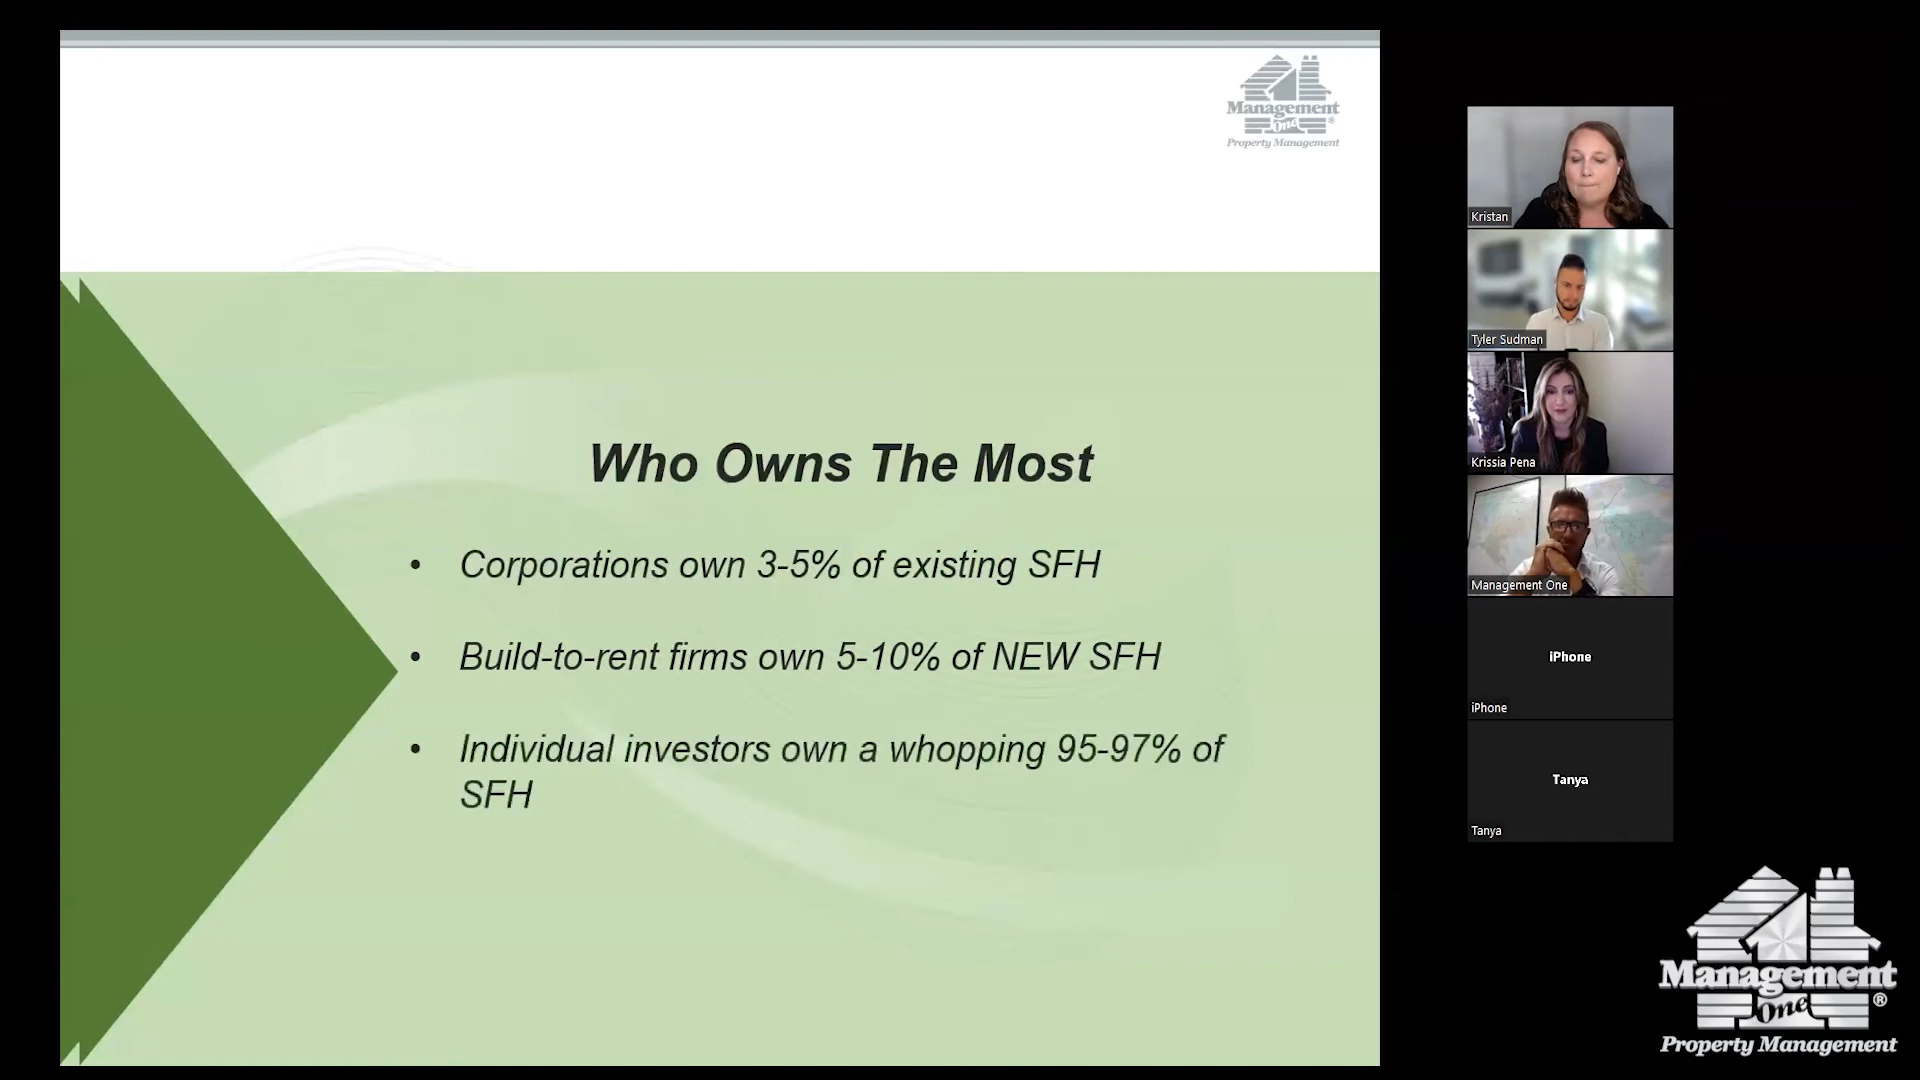 Management
One®
Property Management
Who Owns The Most
• Corporations own 3-5% of existing SFH
• Build-to-rent firms own 5-10% of NEW SFH
• Individual investors own a whopping 95-97% of
SFH
Kristan
Tyler Sudman
Krissia Pena
Management One
iPhone
iPhone
Tanya
Tanya
Management
One®
Property Management